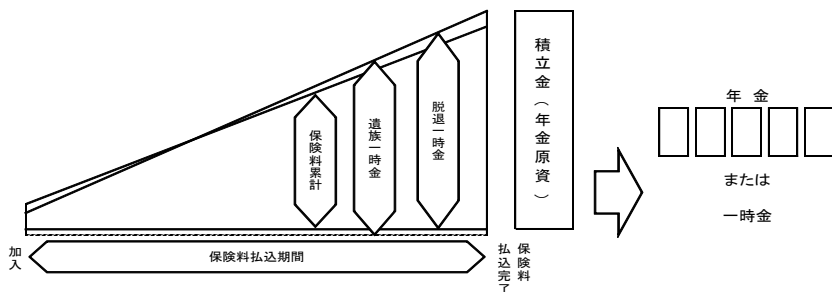 保険料累計
遺族一時金
脱退一時金
積立金(年金原資)
年 金
または
一時金
加入
保険料払込期間
保険料
払込完了